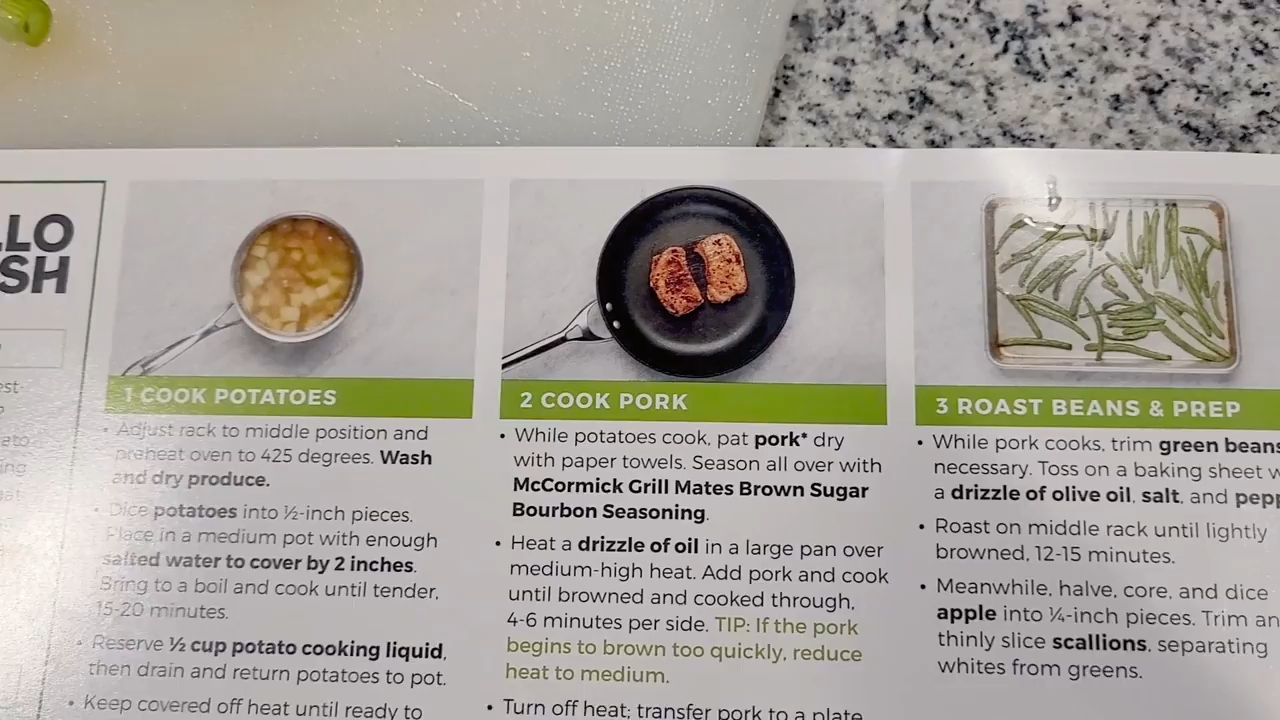 LLO
SH
1 COOK POTATOES
Adjust rack to middle position and
preheat oven to 425 degrees. Wash
and dry produce.
Dice potatoes into ½-inch pieces.
Place in a medium pot with enough
salted water to cover by 2 inches.
Bring to a boil and cook until tender,
15-20 minutes.
Reserve ½ cup potato cooking liquid,
then drain and return potatoes to pot.
Keep covered off heat until ready to
2 COOK PORK
While potatoes cook, pat pork* dry
with paper towels. Season all over with
McCormick Grill Mates Brown Sugar
Bourbon Seasoning.
Heat a drizzle of oil in a large pan over
medium-high heat. Add pork and cook
until browned and cooked through,
4-6 minutes per side. TIP: If the pork
begins to brown too quickly, reduce
heat to medium.
Turn off heat; transfer pork to a plate
3 ROAST BEANS & PREP
While pork cooks, trim green beans
necessary. Toss on a baking sheet w
a drizzle of olive oil, salt, and pepp
Roast on middle rack until lightly
browned, 12-15 minutes.
Meanwhile, halve, core, and dice
apple into ¼-inch pieces. Trim an
thinly slice scallions, separating
whites from greens.